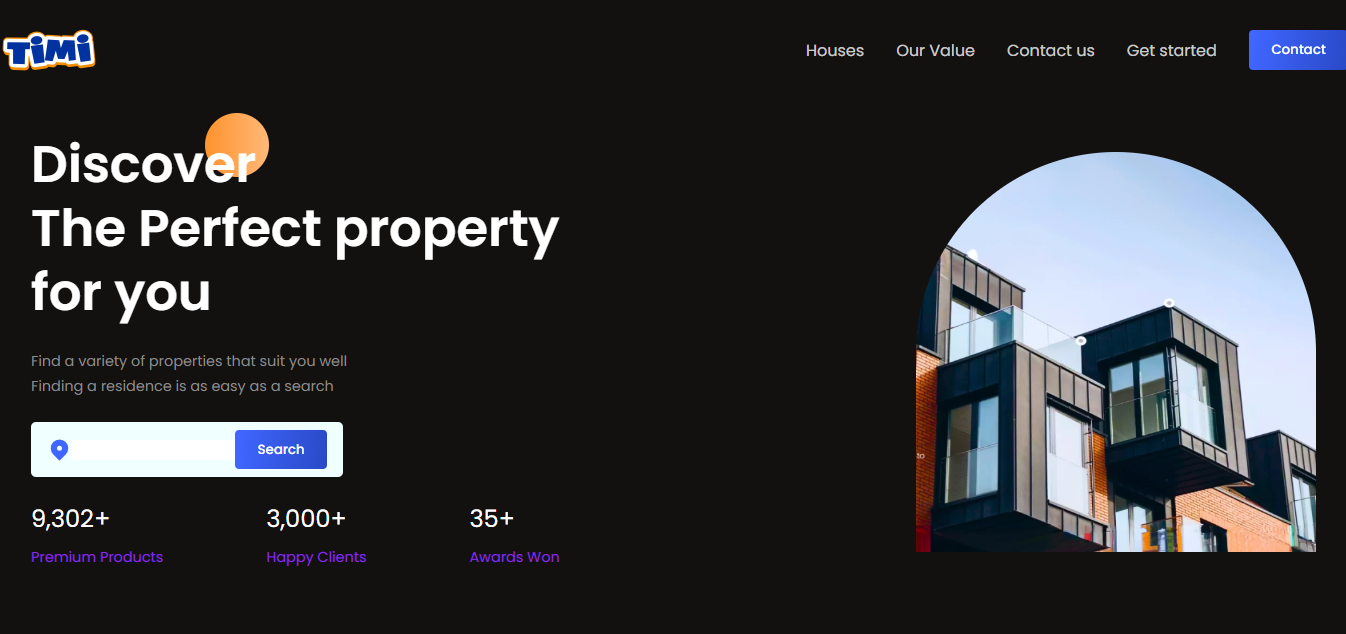 TiMi
Houses
Our Value
Contact us
Get started
Contact
Discover
The Perfect property
for you
Find a variety of properties that suit you well
Finding a residence is as easy as a search
Search
9,302+
3,000+
35+
Premium Products
Happy Clients
Awards Won
to